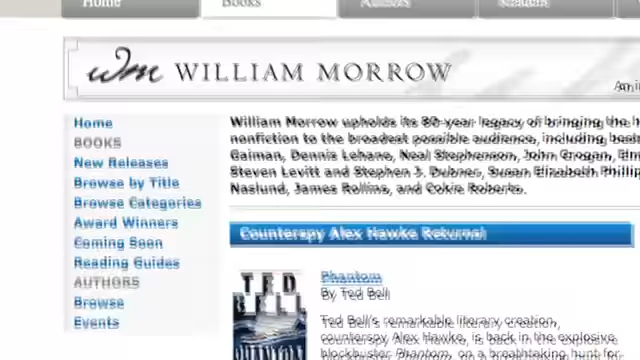 Home
Books
Authors
Readers
wm WILLIAM MORROW
An i
Home
BOOKS
New Releases
Browse by Title
Browse Categories
Award Winners
Coming Soon
Reading Guides
AUTHORS
Browse
Events
William Morrow upholds its 80-year legacy of bringing the
nonfiction to the broadest possible audience, including
Gaiman, Dennis Lehane, Neal Stephenson, John Grogan,
Steven Levitt and Stephen J. Dubner, Susan Elizabeth
Naslund, James Rollins, and Cokie Roberts.
Counterspy Alex Hawke Returns!
TED
BELL
PHANTOM
Phantom
By Ted Bell
Ted Bell's remarkable literary creation,
counterspy Alex Hawke, is back in the explosive
blockbuster Phantom, on a breathtaking hunt for